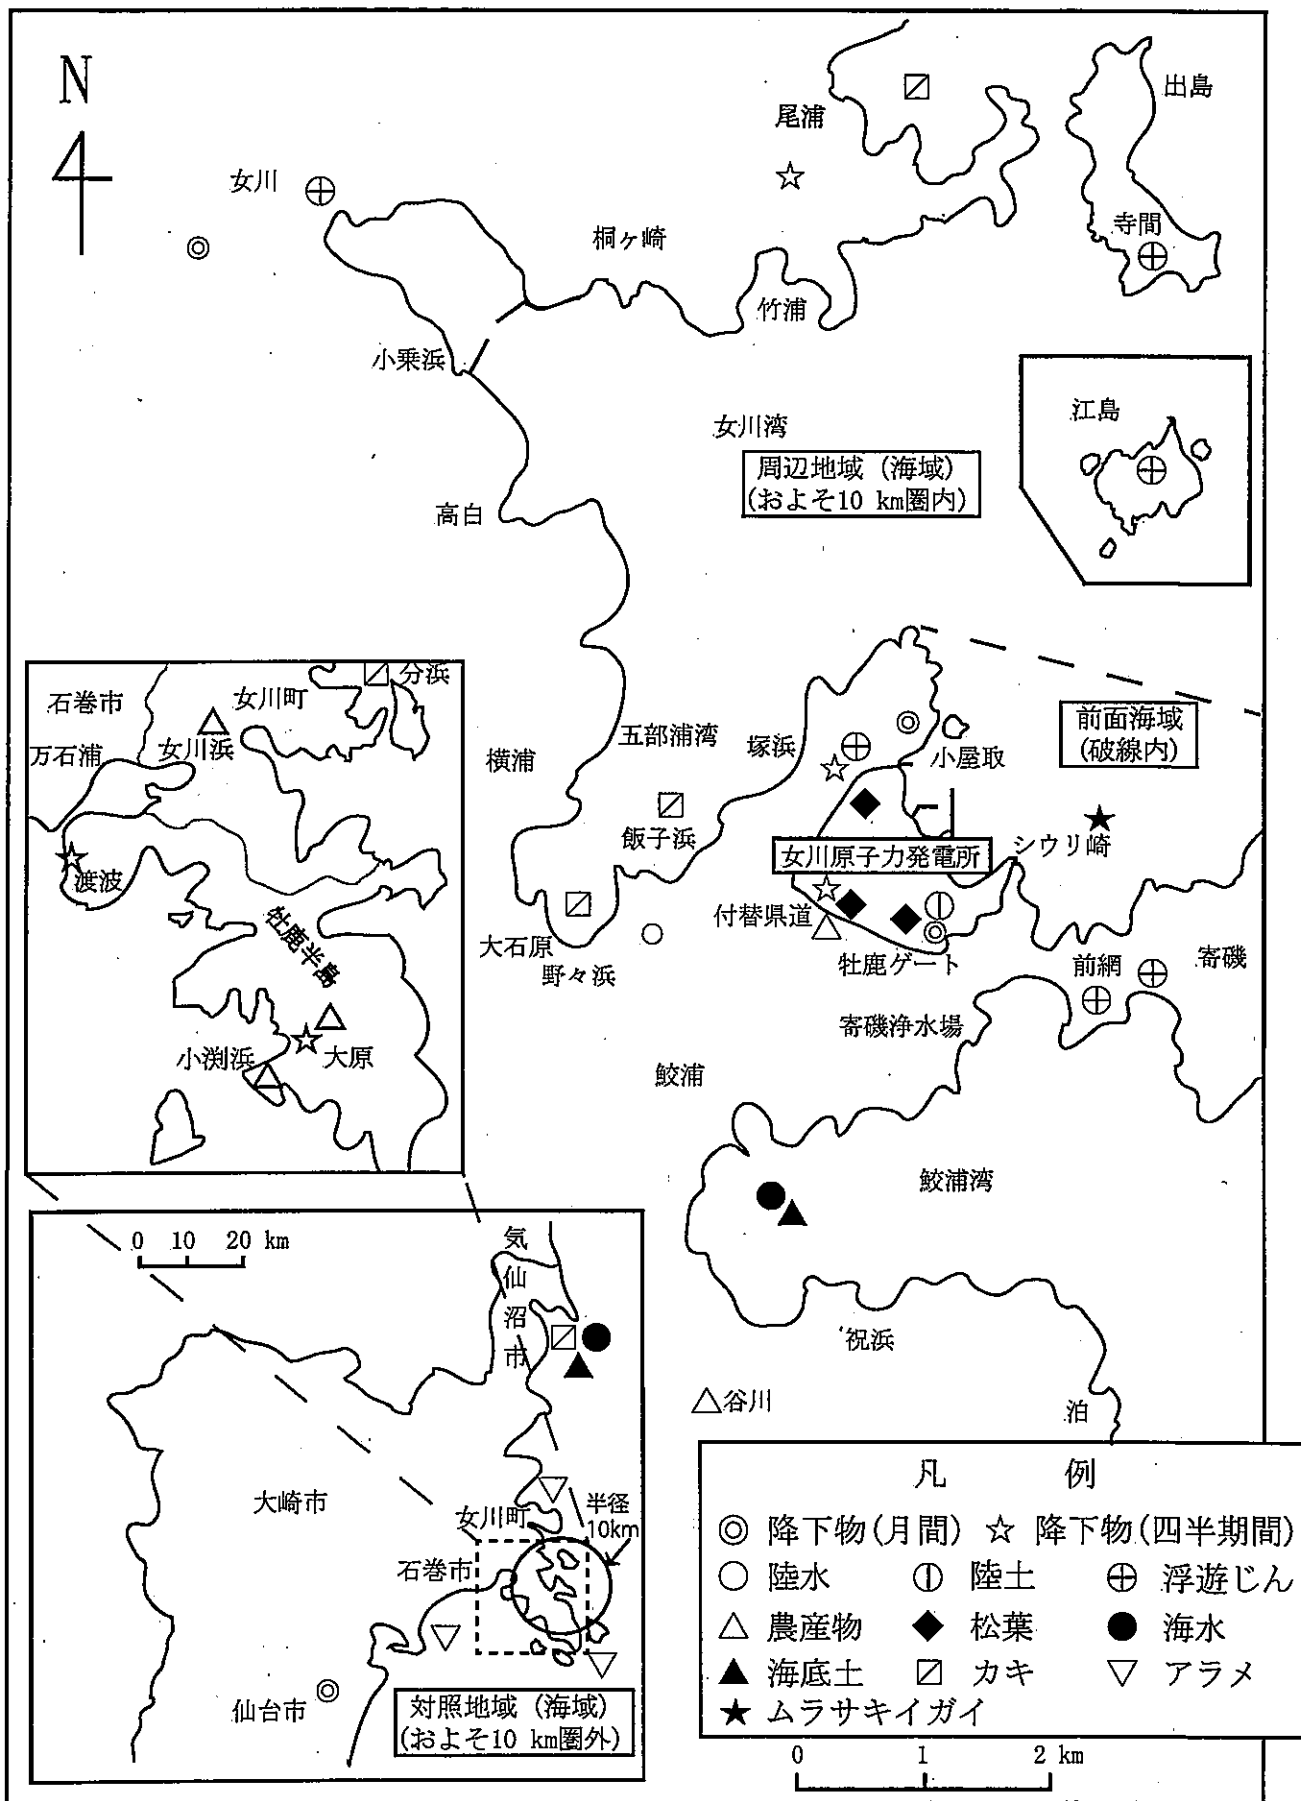 N
出島
尾浦
女川
寺間
桐ヶ崎
竹浦
小乗浜
江島
女川湾
周辺地域（海域）
(およそ10 km圏内)
高白
石巻市
女川町
分浜
万石浦
女川浜
渡波
牡鹿半島
小渕浜
大原
横浦
五部浦湾
塚浜
小屋取
前面海域
(破線内)
飯子浜
女川原子力発電所
シウリ崎
付替県道
大石原
野々浜
牡鹿ゲート
前網
寄磯
寄磯浄水場
鮫浦
鮫浦湾
祝浜
谷川
泊
0 10 20 km
気仙沼市
大崎市
女川町
半径
10km
石巻市
仙台市
対照地域（海域）
(およそ10 km圏外)
凡 例
◎ 降下物(月間) ☆ 降下物(四半期間)
○ 陸水 ⦶ 陸土 ⊕ 浮遊じん
△ 農産物 ◆ 松葉 ● 海水
▲ 海底土 ⍁ カキ ▽ アラメ
★ ムラサキイガイ
0 1 2 km